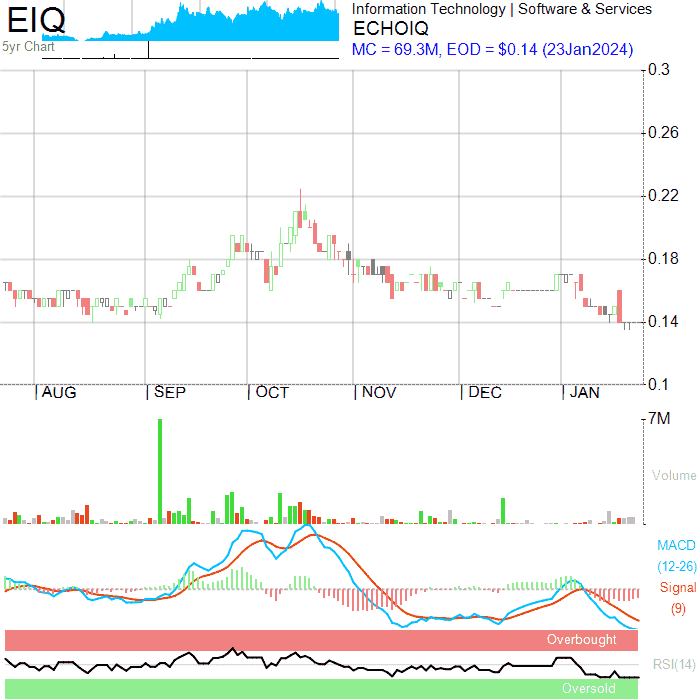 EIQ
Information Technology | Software & Services
ECHOIQ
5yr Chart
MC = 69.3M, EOD = $0.14 (23Jan2024)
0.3
0.26
0.22
0.18
0.14
0.1
AUG SEP OCT NOV DEC JAN
7M
Volume
MACD
(12-26)
Signal
(9)
Overbought
RSI(14)
Oversold